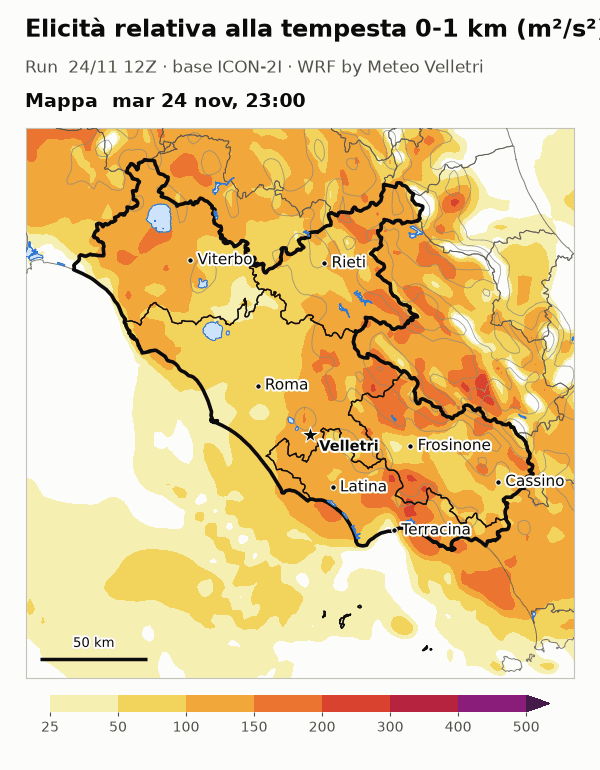 Elicità relativa alla tempesta 0-1 km (m²/s²)
Run 24/11 12Z · base ICON-2I · WRF by Meteo Velletri
Mappa mar 24 nov, 23:00
Viterbo
Rieti
Roma
Velletri
Frosinone
Latina
Cassino
Terracina
50 km
25 50 100 150 200 300 400 500